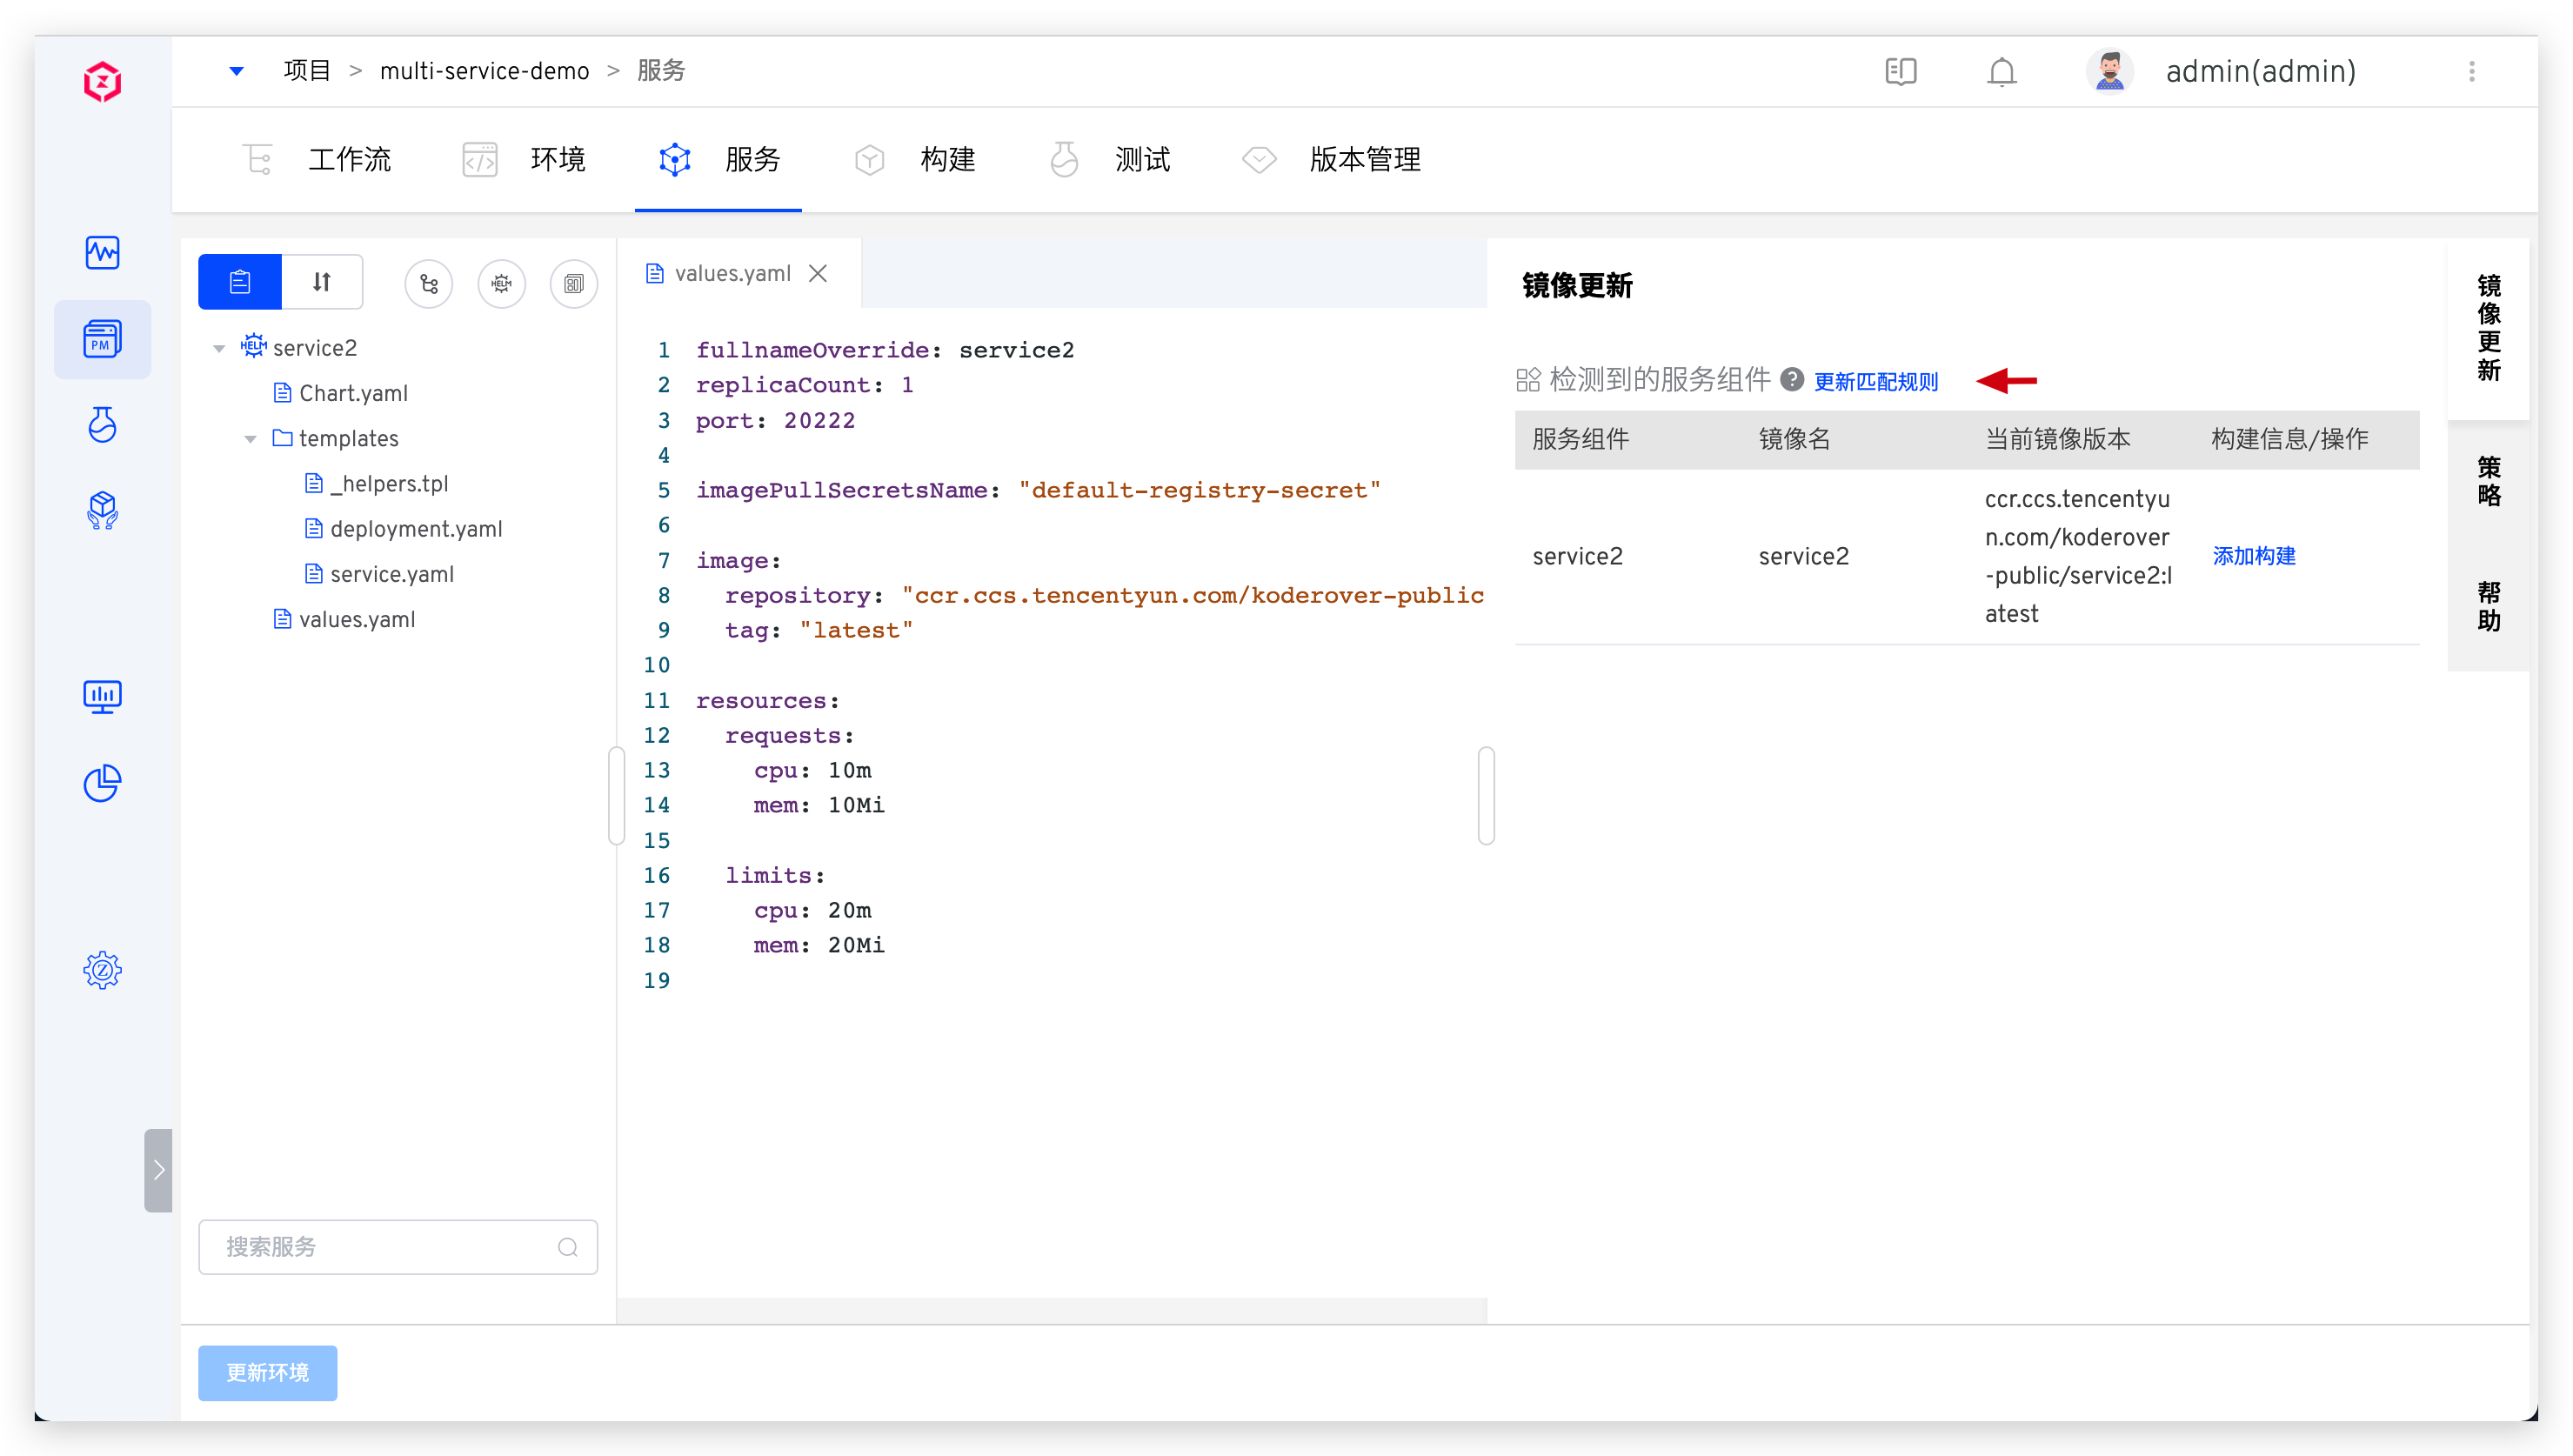 项目 > multi-service-demo > 服务
admin(admin)
工作流
环境
服务
构建
测试
版本管理
HELM
PM
HELM service2
Chart.yaml
templates
_helpers.tpl
deployment.yaml
service.yaml
values.yaml
搜索服务
values.yaml
1 fullnameOverride: service2
2 replicaCount: 1
3 port: 20222
4
5 imagePullSecretsName: "default-registry-secret"
6
7 image:
8 repository: "ccr.ccs.tencentyun.com/koderover-public
9 tag: "latest"
10
11 resources:
12 requests:
13 cpu: 10m
14 mem: 10Mi
15
16 limits:
17 cpu: 20m
18 mem: 20Mi
19
镜像更新
检测到的服务组件 ? 更新匹配规则
服务组件 镜像名 当前镜像版本 构建信息/操作
service2 service2 ccr.ccs.tencentyu
n.com/koderover
-public/service2:l
atest
添加构建
镜像更新
策略
帮助
更新环境